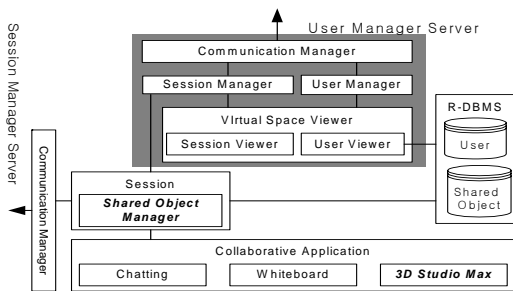 User Manager Server
Communication Manager
Session Manager
User Manager
VIrtual Space Viewer
Session Viewer
User Viewer
R-DBMS
User
Shared
Object
Session Manager Server
Communication Manager
Session
Shared Object
Manager
Collaborative Application
Chatting
Whiteboard
3D Studio Max